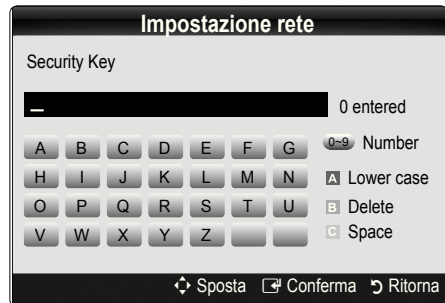 Impostazione rete
Security Key
_
0 entered
A B C D E F G 0~9 Number
H I J K L M N A Lower case
O P Q R S T U B Delete
V W X Y Z C Space
Sposta Conferma Ritorna